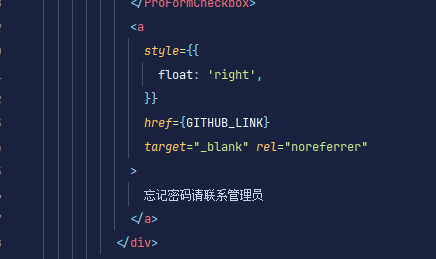 </ProFormCheckbox>
<a
style={{
float: 'right',
}}
href={GITHUB_LINK}
target="_blank" rel="noreferrer"
>
忘记密码请联系管理员
</a>
</div>